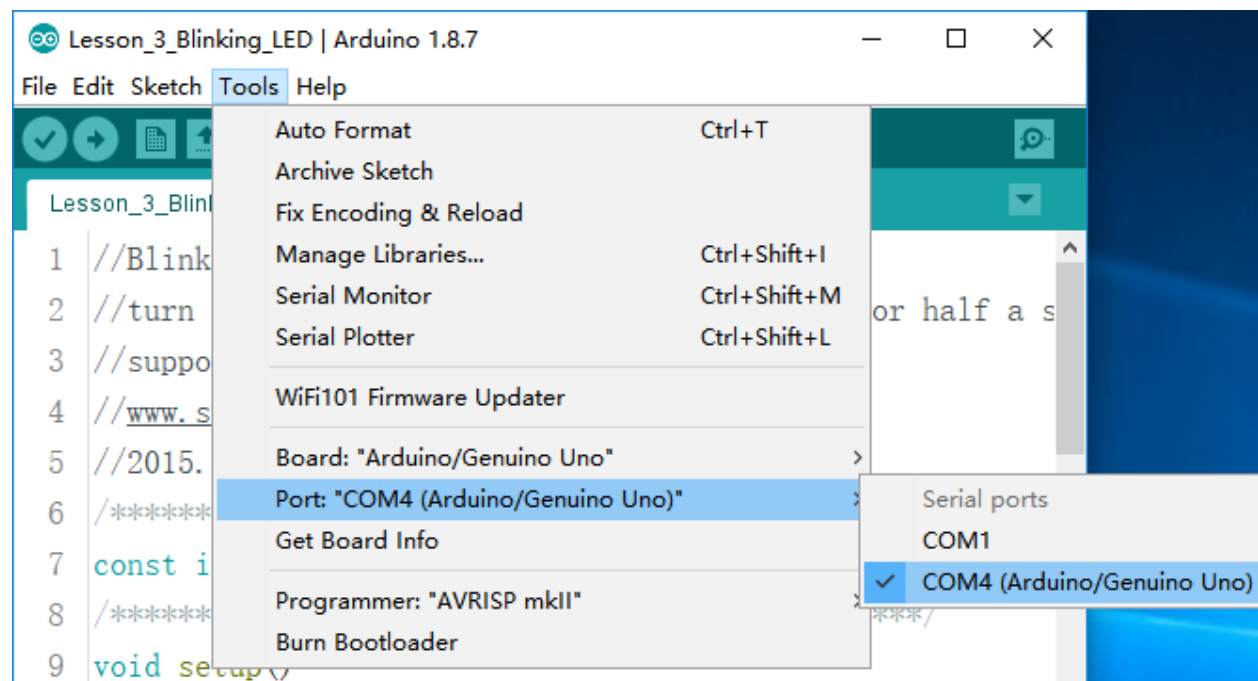 Lesson_3_Blinking_LED | Arduino 1.8.7
File Edit Sketch Tools Help
Auto Format Ctrl+T
Archive Sketch
Fix Encoding & Reload
Manage Libraries... Ctrl+Shift+I
Serial Monitor Ctrl+Shift+M
Serial Plotter Ctrl+Shift+L
WiFi101 Firmware Updater
Board: "Arduino/Genuino Uno"
Port: "COM4 (Arduino/Genuino Uno)"
Get Board Info
Programmer: "AVRISP mkII"
Burn Bootloader
Serial ports
COM1
COM4 (Arduino/Genuino Uno)
Lesson_3_Blin
1 //Blink
2 //turn or half a s
3 //suppo
4 //www.s
5 //2015.
6 /******
7 const i
8 /****** ***/
9 void setup()